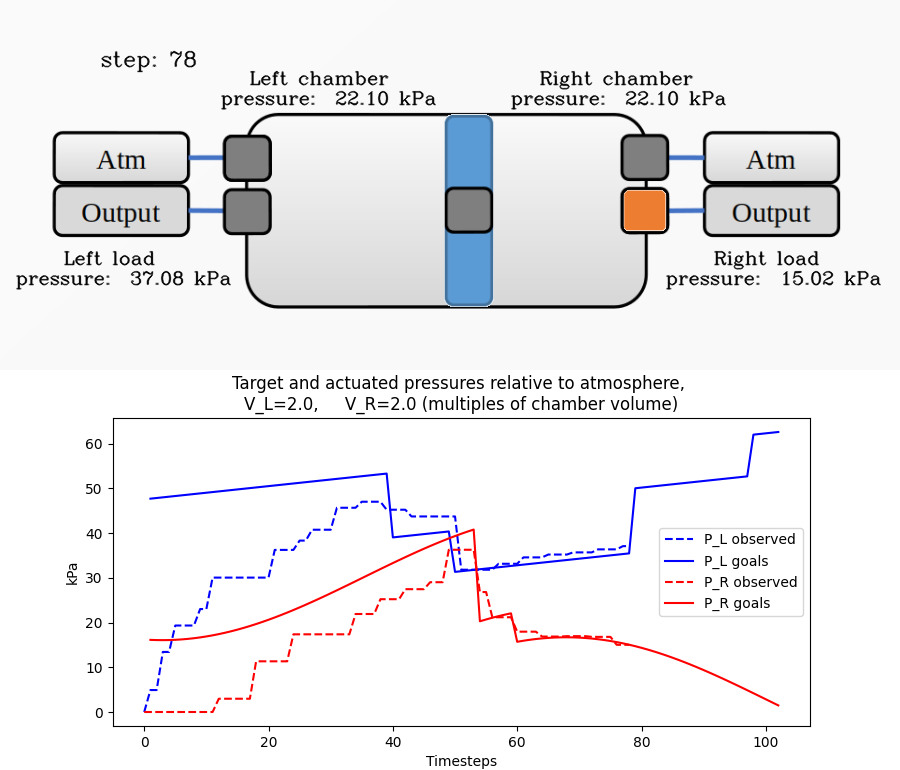 step: 78
Left chamber
pressure: 22.10 kPa
Right chamber
pressure: 22.10 kPa
Atm
Output
Atm
Output
Left load
pressure: 37.08 kPa
Right load
pressure: 15.02 kPa
Target and actuated pressures relative to atmosphere,
V_L=2.0, V_R=2.0 (multiples of chamber volume)
kPa
60
50
40
30
20
10
0
P_L observed
P_L goals
P_R observed
P_R goals
0 20 40 60 80 100
Timesteps